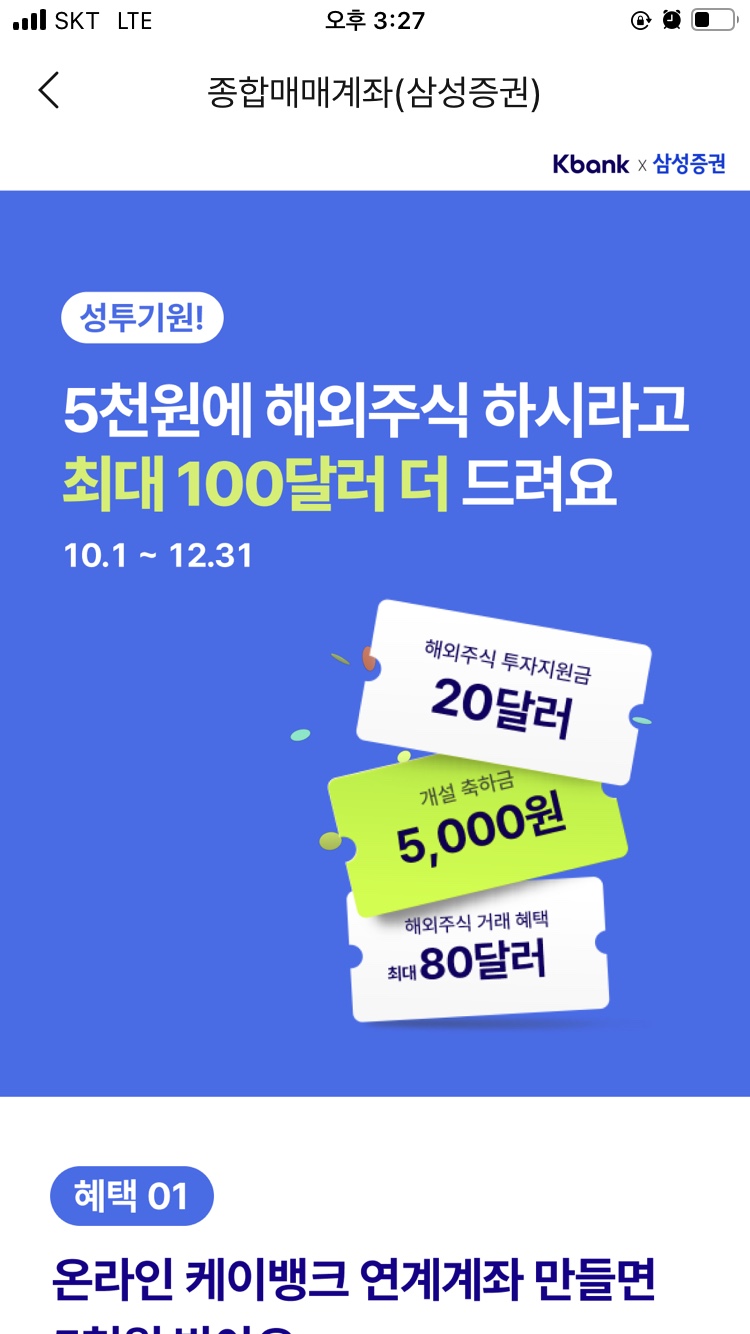 SKT LTE 오후 3:27
종합매매계좌(삼성증권)
Kbank x 삼성증권
성투기원!
5천원에 해외주식 하시라고
최대 100달러 더 드려요
10.1 ~ 12.31
해외주식 투자지원금
20달러
개설 축하금
5,000원
해외주식 거래 혜택
최대 80달러
혜택 01
온라인 케이뱅크 연계계좌 만들면